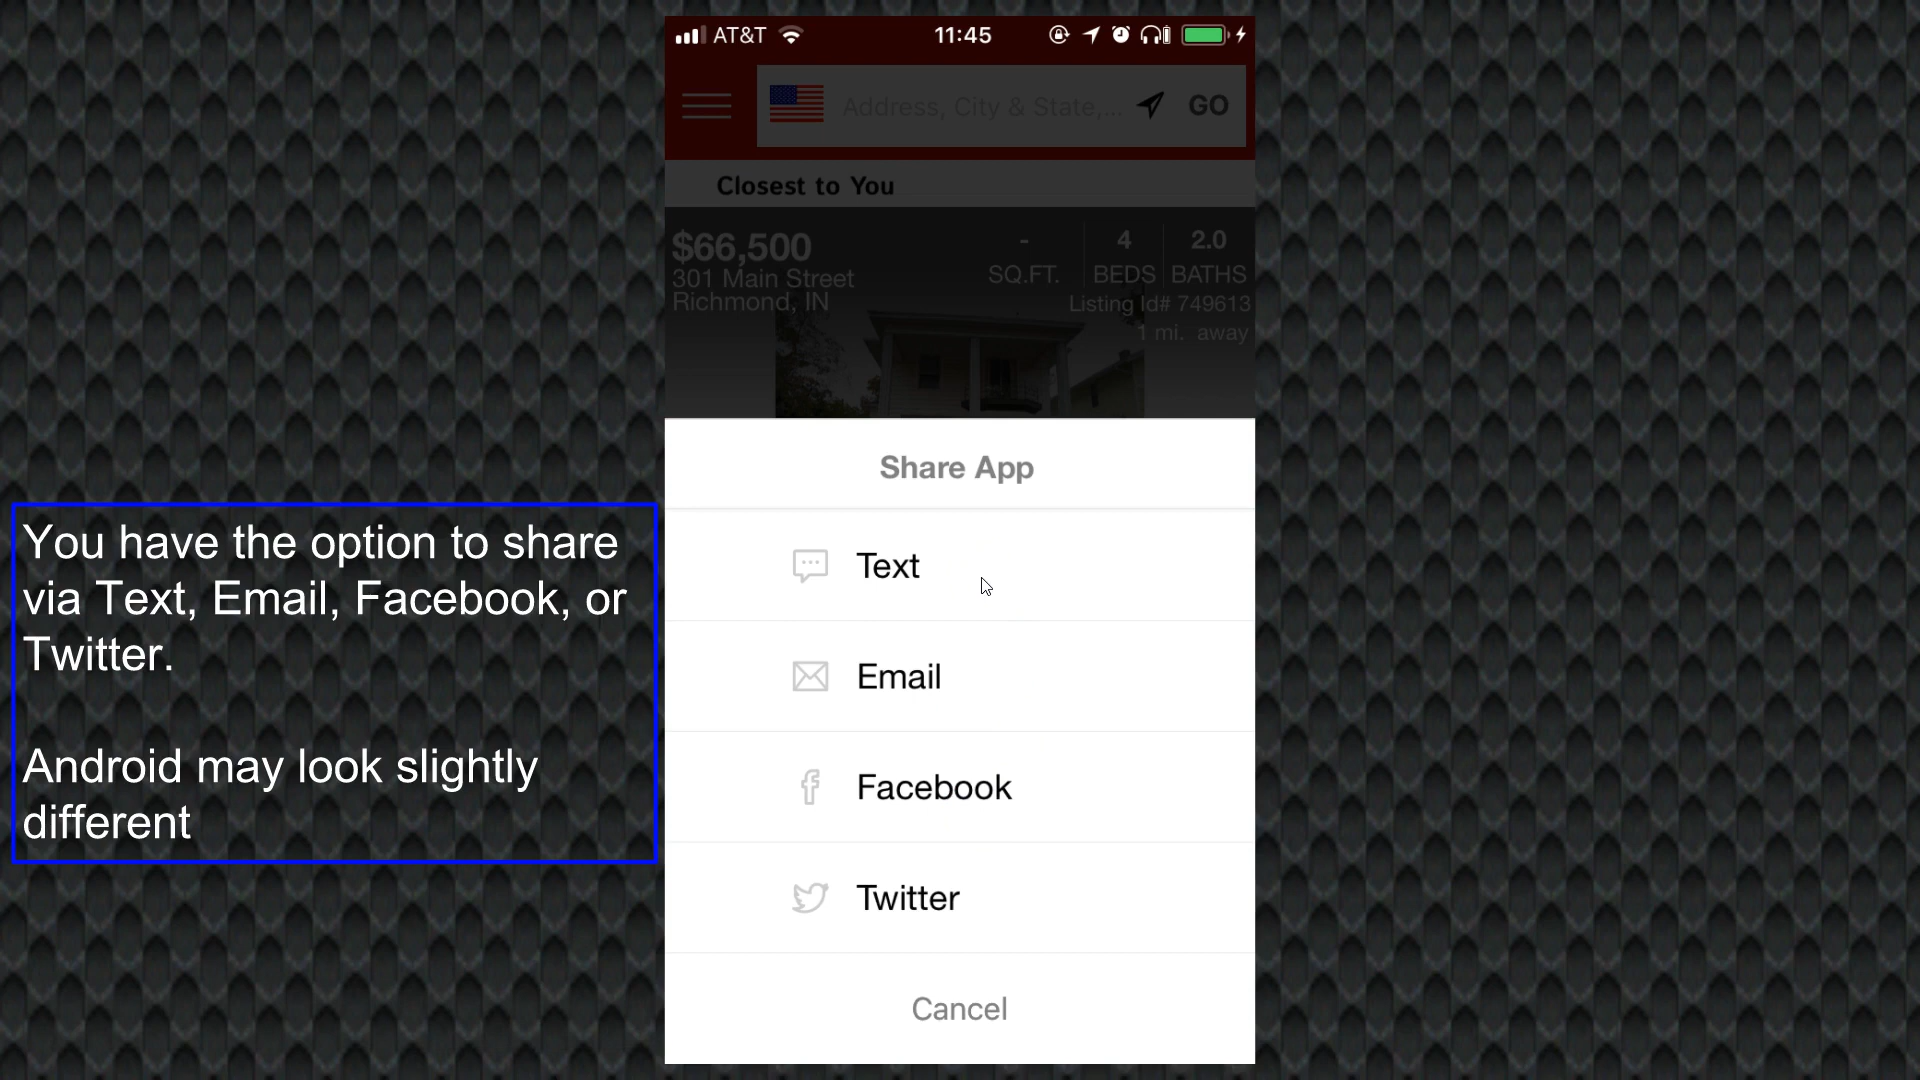 AT&T 11:45
Address, City & State,... GO
Closest to You
$66,500
301 Main Street
Richmond, IN
- 4 2.0
SQ.FT. BEDS BATHS
Listing Id# 749613
1 mi. away
Share App
Text
Email
Facebook
Twitter
Cancel
You have the option to share
via Text, Email, Facebook, or
Twitter.
Android may look slightly
different